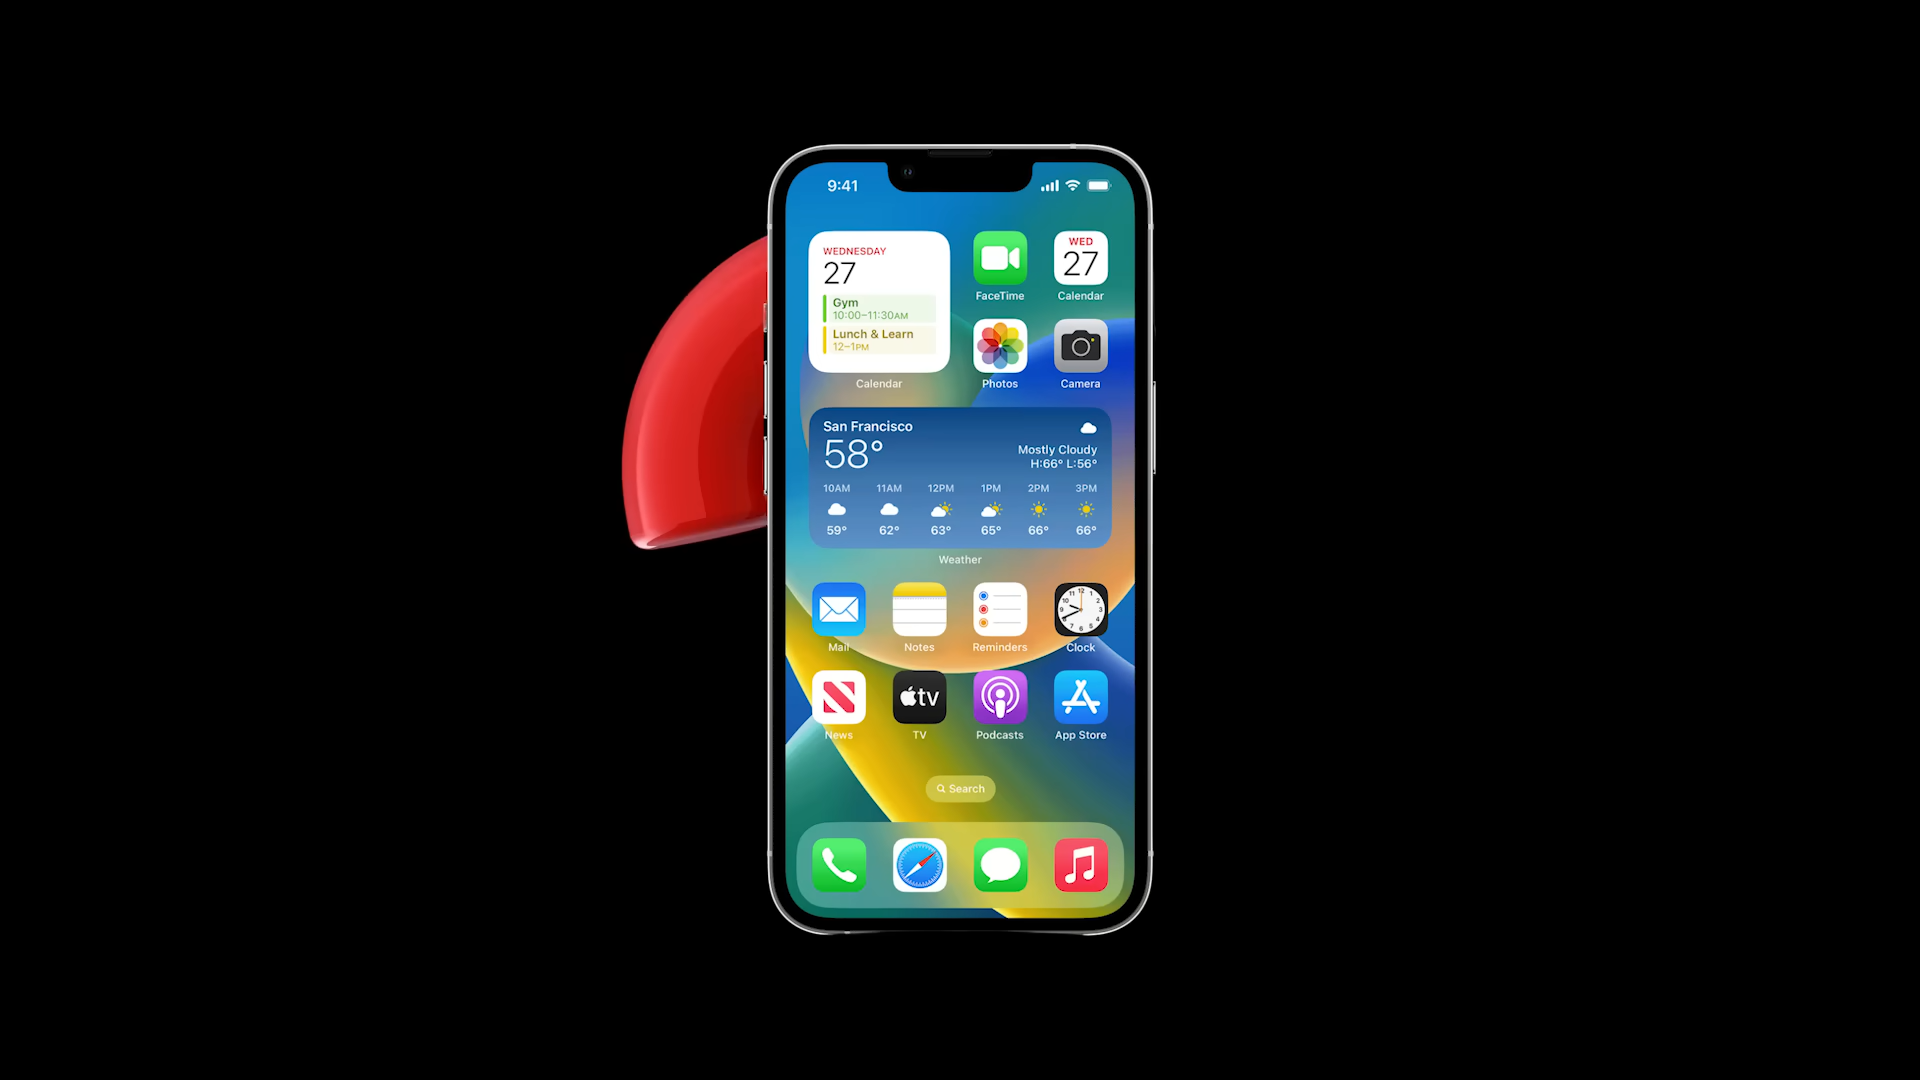 9:41
WEDNESDAY
27
Gym
10:00–11:30AM
Lunch & Learn
12–1PM
Calendar
FaceTime
WED
27
Calendar
Photos
Camera
San Francisco
58°
Mostly Cloudy
H:66° L:56°
10AM 11AM 12PM 1PM 2PM 3PM
59° 62° 63° 65° 66° 66°
Weather
Mail Notes Reminders Clock
tv
News TV Podcasts App Store
Search